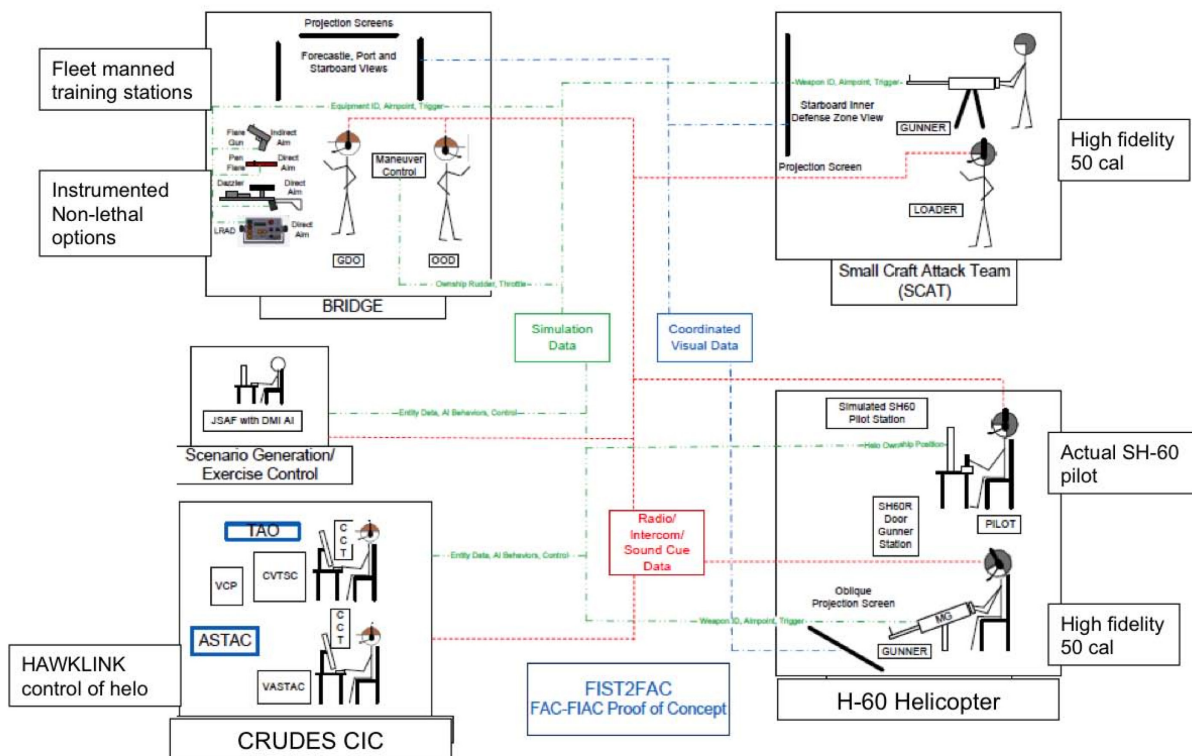 Projection Screens
Forecastle, Port and
Starboard Views
Fleet manned
training stations
Equipment ID, Aimpoint, Trigger
Flare
Gun
Indirect
Aim
Pen
Flare
Direct
Aim
Dazzler
Direct
Aim
LRAD
Direct
Aim
Instrumented
Non-lethal
options
Maneuver
Control
GDO
OOD
Ownship Rudder, Throttle
BRIDGE
Weapon ID, Aimpoint, Trigger
Starboard Inner
Defense Zone View
GUNNER
Projection Screen
LOADER
High fidelity
50 cal
Small Craft Attack Team
(SCAT)
Simulation
Data
Coordinated
Visual Data
JSAF with DMI AI
Entity Data, AI Behaviors, Control
Scenario Generation/
Exercise Control
Simulated SH60
Pilot Station
Helo Ownship Position
Actual SH-60
pilot
SH60R
Door
Gunner
Station
PILOT
Radio/
Intercom/
Sound Cue
Data
TAO
C
C
T
VCP
CVTSC
Entity Data, AI Behaviors, Control
ASTAC
C
C
T
VASTAC
HAWKLINK
control of helo
CRUDES CIC
Oblique
Projection Screen
Weapon ID, Aimpoint, Trigger
MG
GUNNER
High fidelity
50 cal
H-60 Helicopter
FIST2FAC
FAC-FIAC Proof of Concept